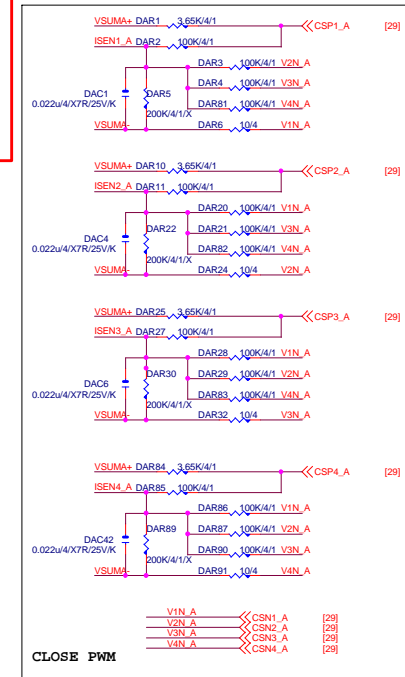 VSUMA+ DAR1 3.65K/4/1 CSP1_A [29]
ISEN1_A DAR2 100K/4/1
DAR3 100K/4/1 V2N_A
DAC1 DAR5 DAR4 100K/4/1 V3N_A
0.022u/4/X7R/25V/K DAR81 100K/4/1 V4N_A
200K/4/1/X
VSUMA- DAR6 10/4 V1N_A
VSUMA+ DAR10 3.65K/4/1 CSP2_A [29]
ISEN2_A DAR11 100K/4/1
DAR20 100K/4/1 V1N_A
DAC4 DAR22 DAR21 100K/4/1 V3N_A
0.022u/4/X7R/25V/K DAR82 100K/4/1 V4N_A
200K/4/1/X
VSUMA- DAR24 10/4 V2N_A
VSUMA+ DAR25 3.65K/4/1 CSP3_A [29]
ISEN3_A DAR27 100K/4/1
DAR28 100K/4/1 V1N_A
DAC6 DAR30 DAR29 100K/4/1 V2N_A
0.022u/4/X7R/25V/K DAR83 100K/4/1 V4N_A
200K/4/1/X
VSUMA- DAR32 10/4 V3N_A
VSUMA+ DAR84 3.65K/4/1 CSP4_A [29]
ISEN4_A DAR85 100K/4/1
DAR86 100K/4/1 V1N_A
DAC42 DAR89 DAR87 100K/4/1 V2N_A
0.022u/4/X7R/25V/K DAR90 100K/4/1 V3N_A
200K/4/1/X
VSUMA- DAR91 10/4 V4N_A
V1N_A CSN1_A [29]
V2N_A CSN2_A [29]
V3N_A CSN3_A [29]
V4N_A CSN4_A [29]
CLOSE PWM